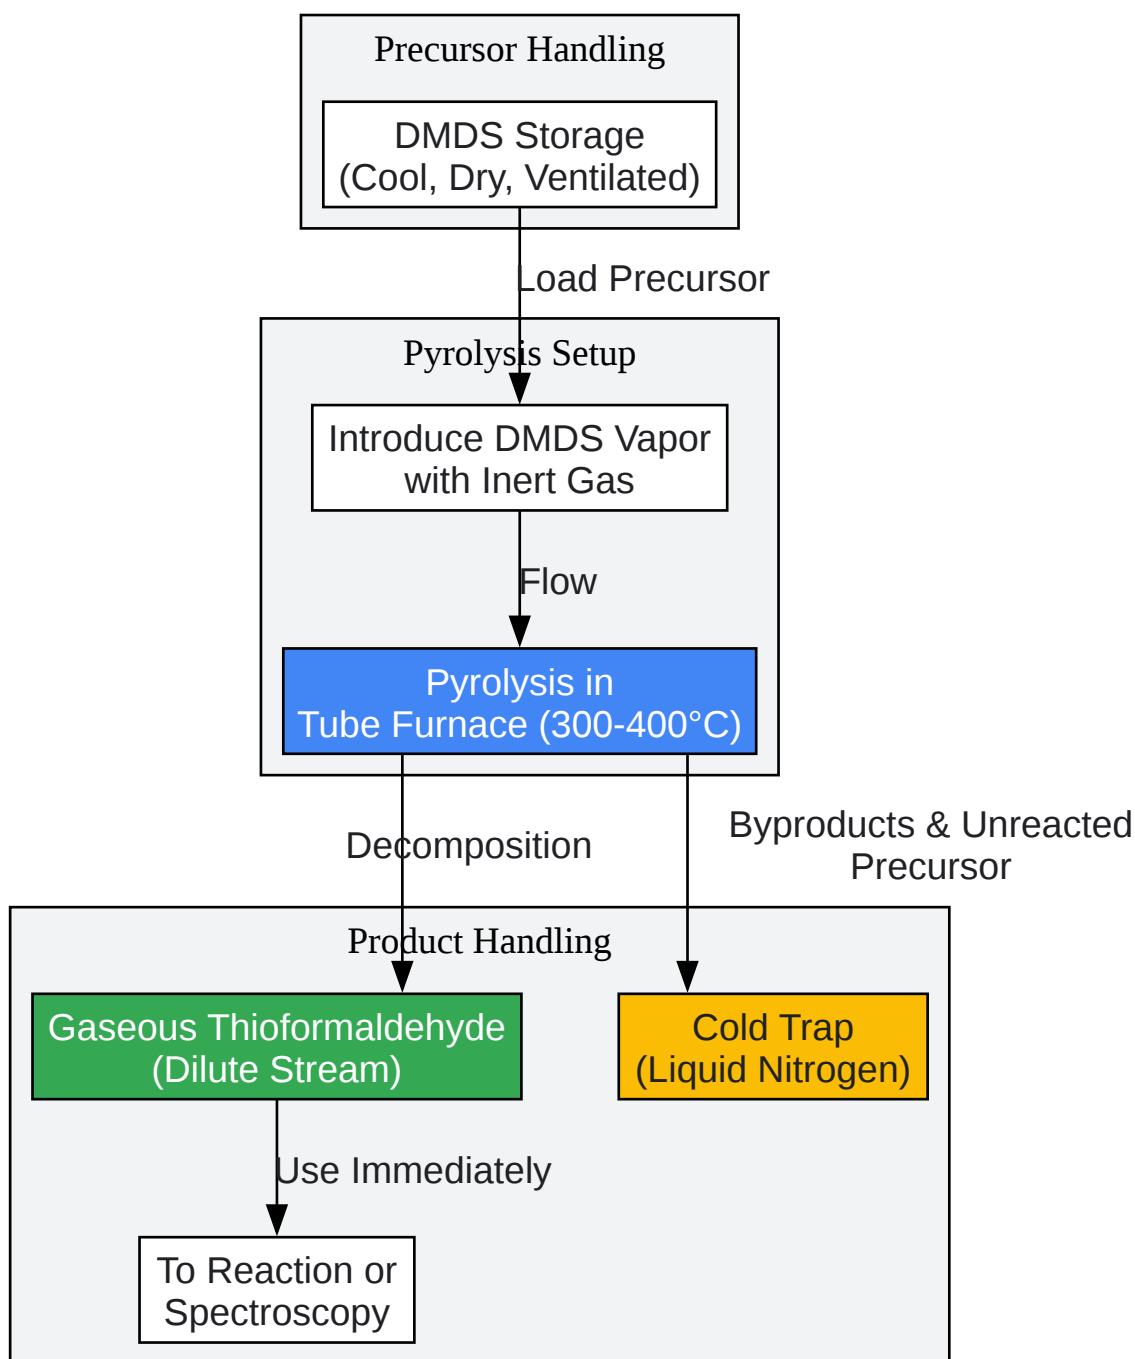 Precursor Handling
DMDS Storage
(Cool, Dry, Ventilated)
Load Precursor
Pyrolysis Setup
Introduce DMDS Vapor
with Inert Gas
Flow
Pyrolysis in
Tube Furnace (300-400°C)
Decomposition
Byproducts & Unreacted
Precursor
Product Handling
Gaseous Thioformaldehyde
(Dilute Stream)
Cold Trap
(Liquid Nitrogen)
Use Immediately
To Reaction or
Spectroscopy